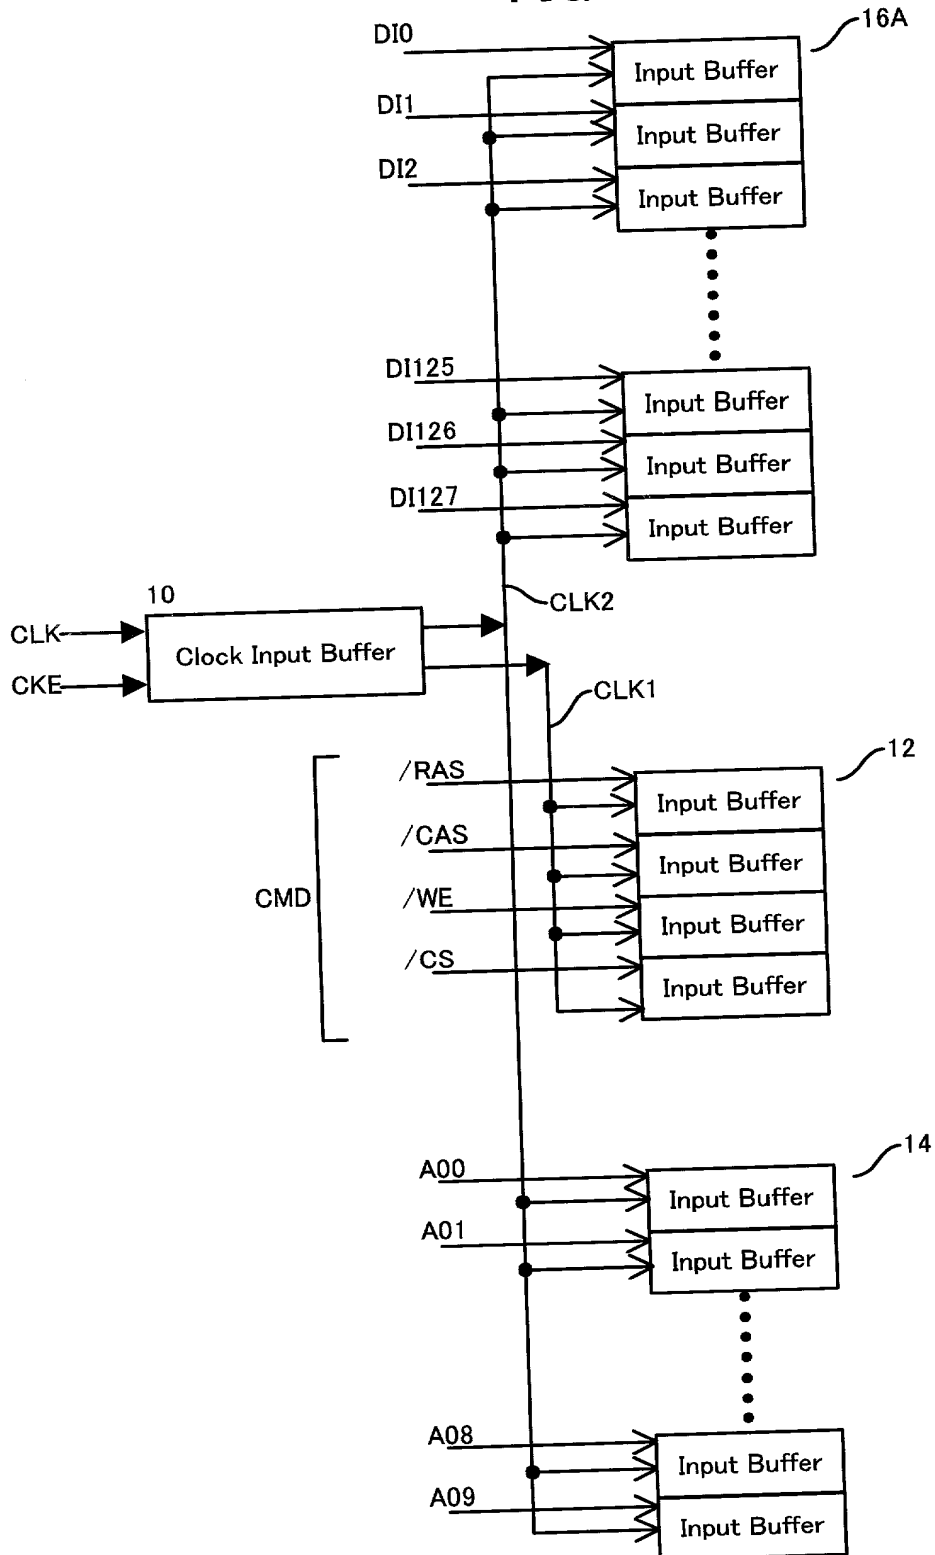 16A
DI0
Input Buffer
DI1
Input Buffer
DI2
Input Buffer
DI125
Input Buffer
DI126
Input Buffer
DI127
Input Buffer
10
CLK2
CLK
Clock Input Buffer
CKE
CLK1
12
/RAS
Input Buffer
/CAS
Input Buffer
CMD
/WE
Input Buffer
/CS
Input Buffer
14
A00
Input Buffer
A01
Input Buffer
A08
Input Buffer
A09
Input Buffer